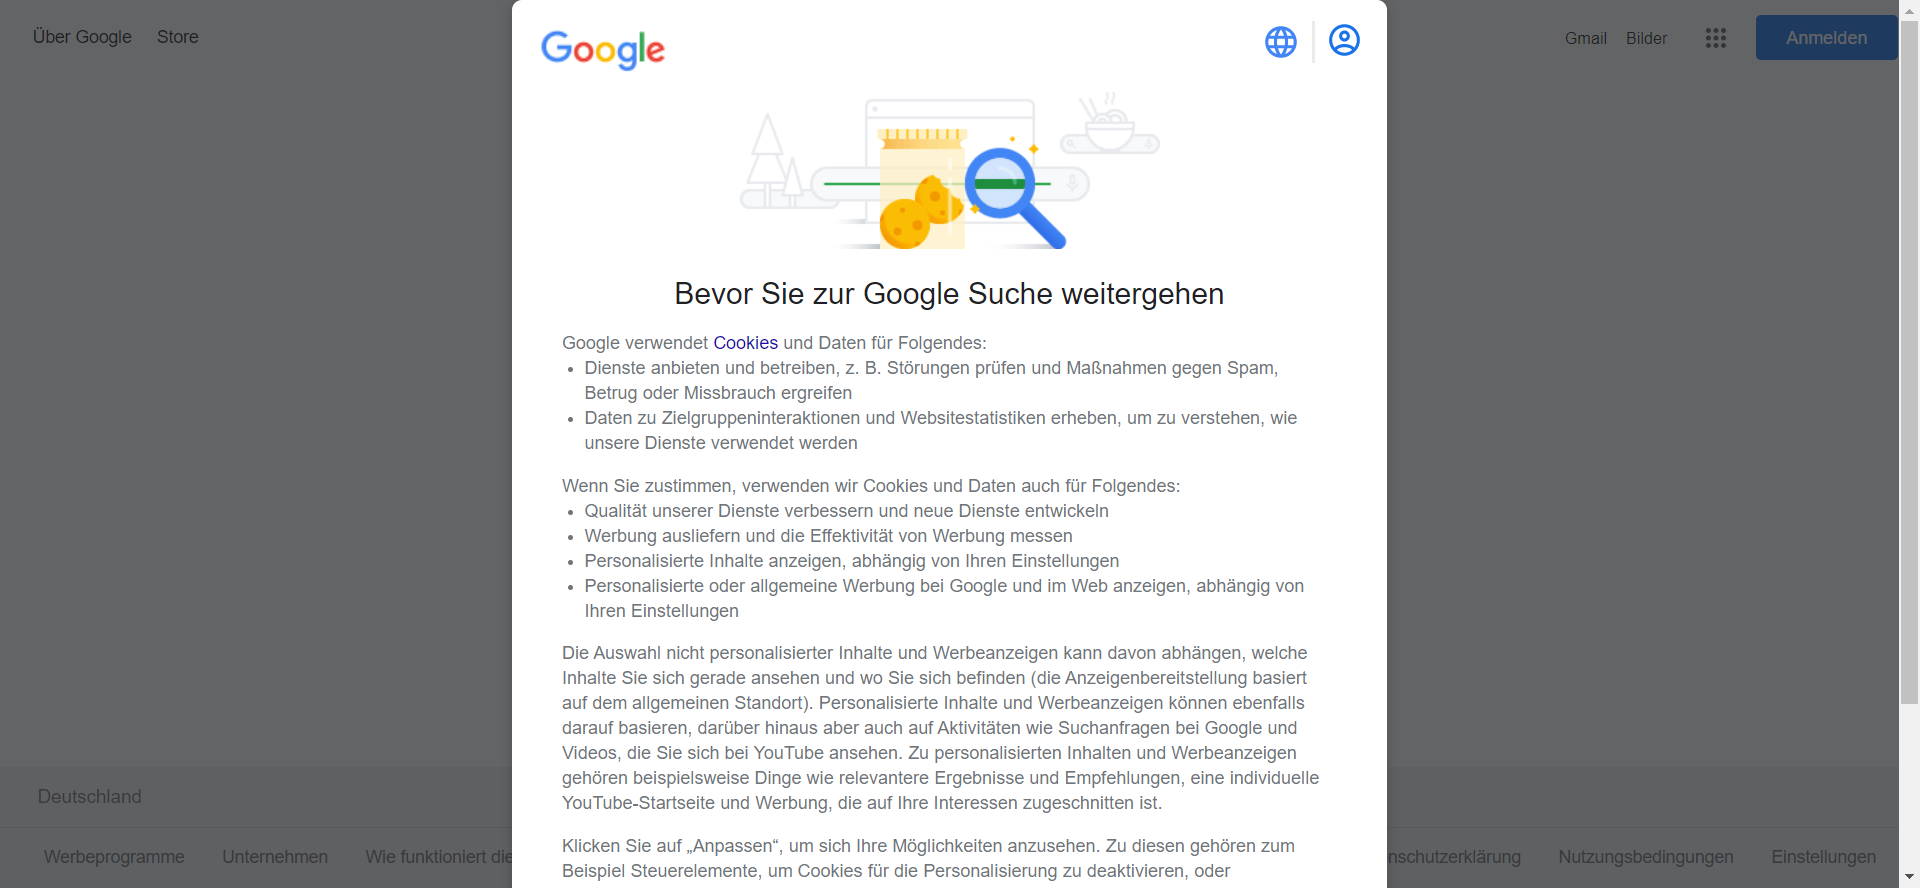 Über Google Store
Gmail Bilder Anmelden
Google
Bevor Sie zur Google Suche weitergehen
Google verwendet Cookies und Daten für Folgendes:
Dienste anbieten und betreiben, z. B. Störungen prüfen und Maßnahmen gegen Spam,
Betrug oder Missbrauch ergreifen
Daten zu Zielgruppeninteraktionen und Websitestatistiken erheben, um zu verstehen, wie
unsere Dienste verwendet werden
Wenn Sie zustimmen, verwenden wir Cookies und Daten auch für Folgendes:
Qualität unserer Dienste verbessern und neue Dienste entwickeln
Werbung ausliefern und die Effektivität von Werbung messen
Personalisierte Inhalte anzeigen, abhängig von Ihren Einstellungen
Personalisierte oder allgemeine Werbung bei Google und im Web anzeigen, abhängig von
Ihren Einstellungen
Die Auswahl nicht personalisierter Inhalte und Werbeanzeigen kann davon abhängen, welche
Inhalte Sie sich gerade ansehen und wo Sie sich befinden (die Anzeigenbereitstellung basiert
auf dem allgemeinen Standort). Personalisierte Inhalte und Werbeanzeigen können ebenfalls
darauf basieren, darüber hinaus aber auch auf Aktivitäten wie Suchanfragen bei Google und
Videos, die Sie sich bei YouTube ansehen. Zu personalisierten Inhalten und Werbeanzeigen
gehören beispielsweise Dinge wie relevantere Ergebnisse und Empfehlungen, eine individuelle
YouTube-Startseite und Werbung, die auf Ihre Interessen zugeschnitten ist.
Klicken Sie auf „Anpassen“, um sich Ihre Möglichkeiten anzusehen. Zu diesen gehören zum
Beispiel Steuerelemente, um Cookies für die Personalisierung zu deaktivieren, oder
Deutschland
Werbeprogramme Unternehmen Wie funktioniert die
nschutzerklärung Nutzungsbedingungen Einstellungen